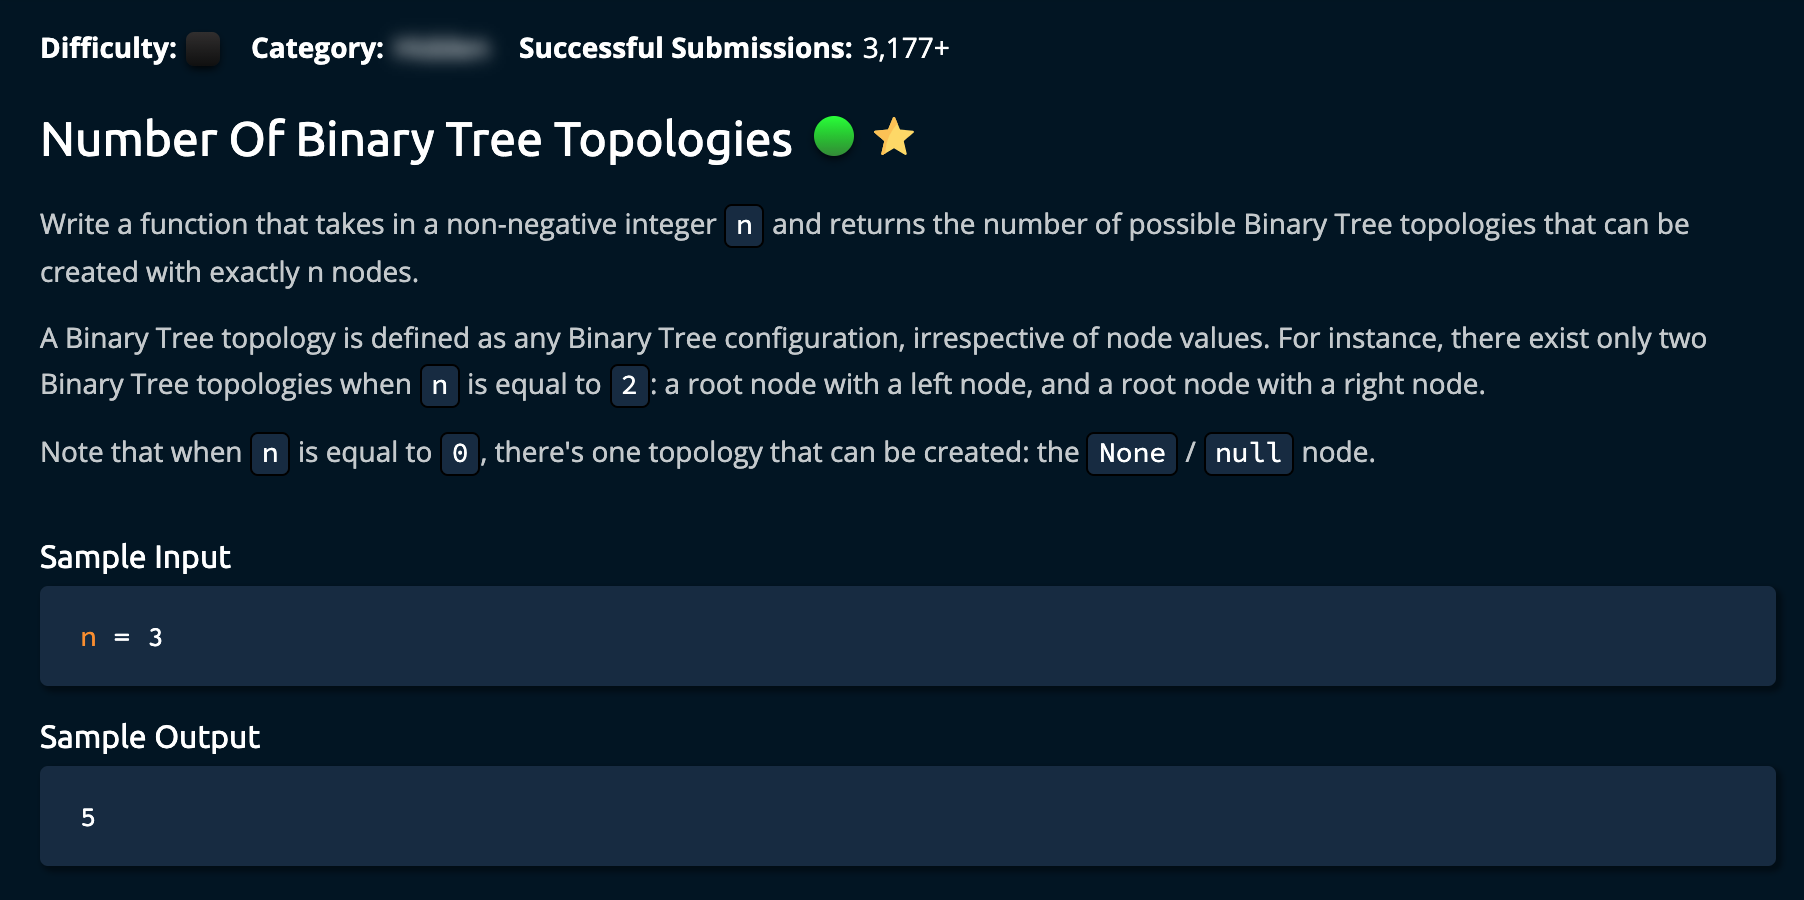 Difficulty: Category: Successful Submissions: 3,177+
Number Of Binary Tree Topologies
Write a function that takes in a non-negative integer n and returns the number of possible Binary Tree topologies that can be
created with exactly n nodes.
A Binary Tree topology is defined as any Binary Tree configuration, irrespective of node values. For instance, there exist only two
Binary Tree topologies when n is equal to 2: a root node with a left node, and a root node with a right node.
Note that when n is equal to 0, there's one topology that can be created: the None / null node.
Sample Input
n = 3
Sample Output
5